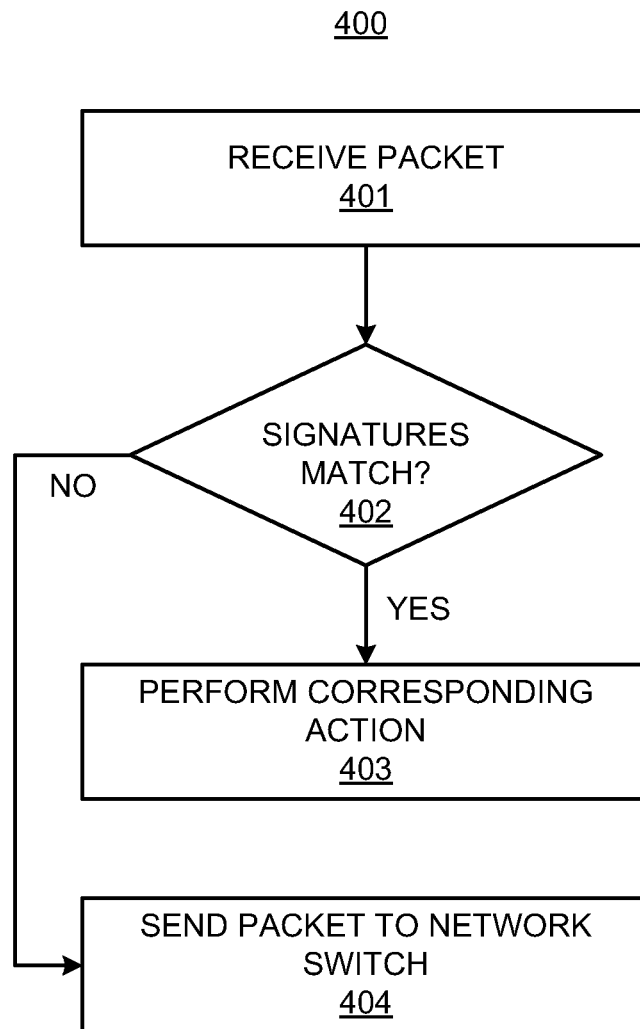 400
RECEIVE PACKET
401
SIGNATURES
MATCH?
402
NO
YES
PERFORM CORRESPONDING
ACTION
403
SEND PACKET TO NETWORK
SWITCH
404